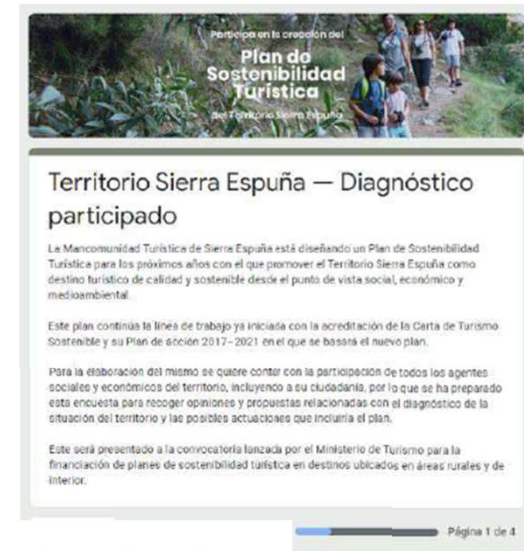 Participa en la creación del
Plan de
Sostenibilidad
Turística
del Territorio Sierra Espuña
Territorio Sierra Espuña — Diagnóstico
participado
La Mancomunidad Turística de Sierra Espuña está diseñando un Plan de Sostenibilidad
Turística para los próximos años con el que promover el Territorio Sierra Espuña como
destino turístico de calidad y sostenible desde el punto de vista social, económico y
medioambiental.
Este plan continúa la línea de trabajo ya iniciada con la acreditación de la Carta de Turismo
Sostenible y su Plan de acción 2017–2021 en el que se basará el nuevo plan.
Para la elaboración del mismo se quiere contar con la participación de todos los agentes
sociales y económicos del territorio, incluyendo a su ciudadanía, por lo que se ha preparado
esta encuesta para recoger opiniones y propuestas relacionadas con el diagnóstico de la
situación del territorio y las posibles actuaciones que incluiría el plan.
Este será presentado a la convocatoria lanzada por el Ministerio de Turismo para la
financiación de planes de sostenibilidad turístca en destinos ubicados en áreas rurales y de
interior.
Página 1 de 4